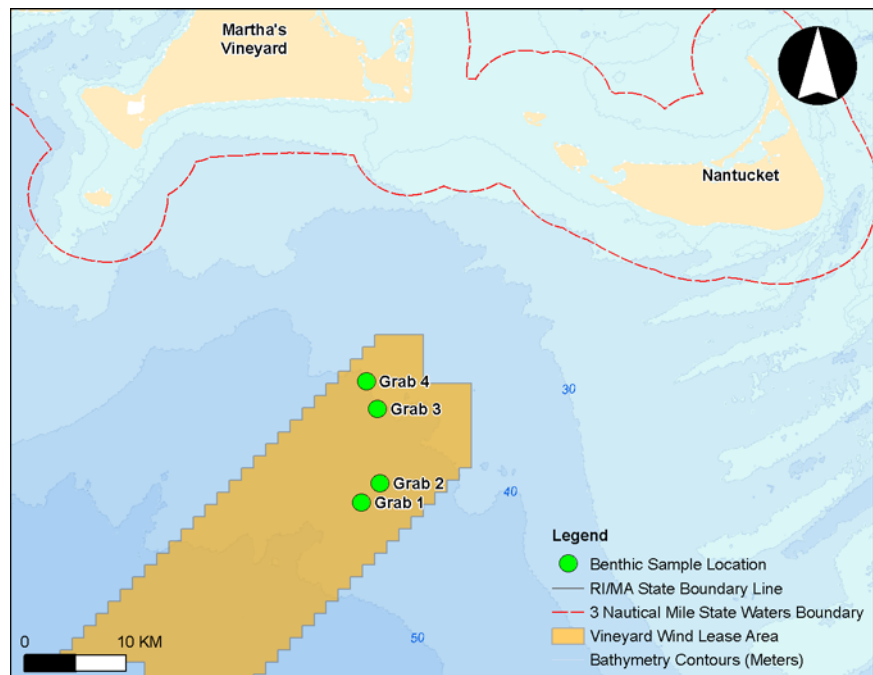 Martha's
Vineyard
Nantucket
Grab 4
Grab 3
30
Grab 2
40
Grab 1
Legend
Benthic Sample Location
RI/MA State Boundary Line
3 Nautical Mile State Waters Boundary
Vineyard Wind Lease Area
Bathymetry Contours (Meters)
50
0 10 KM